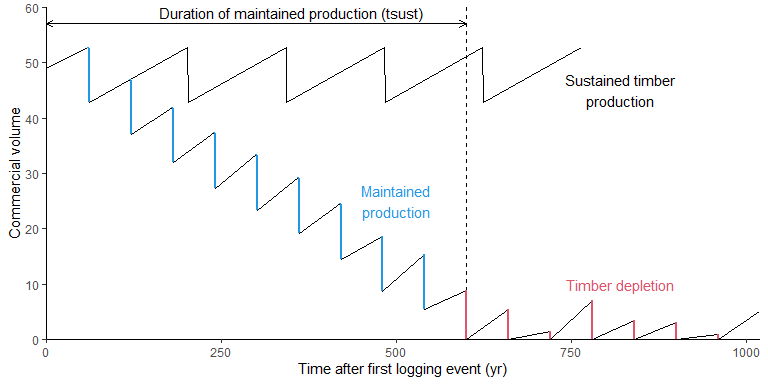 Duration of maintained production (tsust)
60
50
40
30
20
10
0
Commercial volume
Sustained timber
production
Maintained
production
Timber depletion
0
250
500
750
1000
Time after first logging event (yr)